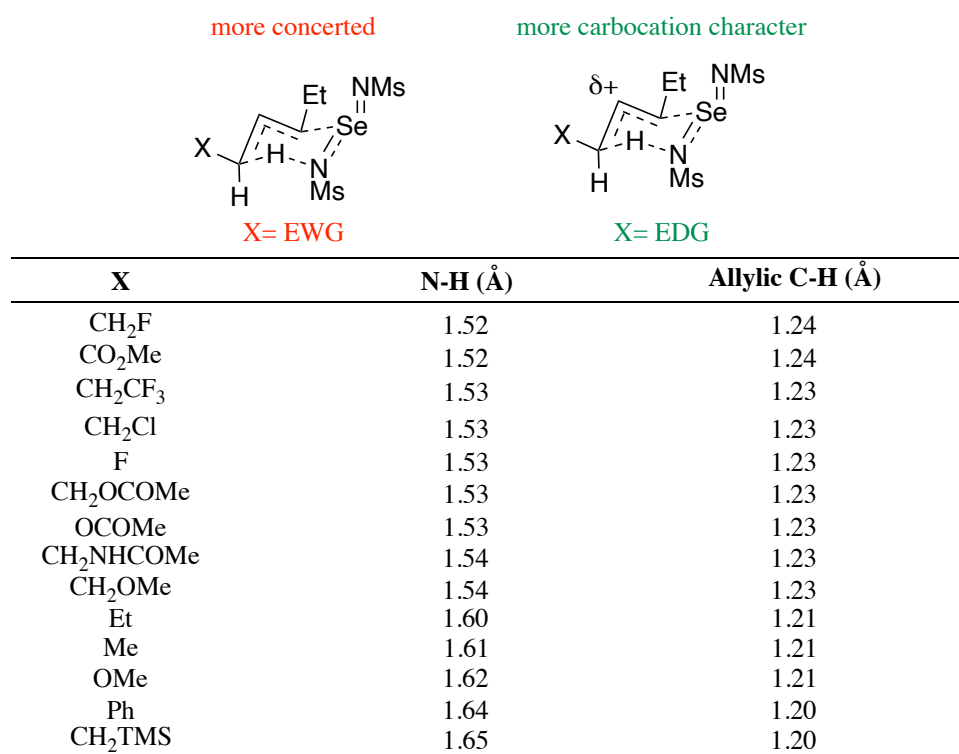 more concerted more carbocation character
Et NMs δ+ Et NMs
Se Se
X H X H
N N
H Ms H Ms
X= EWG X= EDG
X N-H (Å) Allylic C-H (Å)
CH₂F 1.52 1.24
CO₂Me 1.52 1.24
CH₂CF₃ 1.53 1.23
CH₂Cl 1.53 1.23
F 1.53 1.23
CH₂OCOMe 1.53 1.23
OCOMe 1.53 1.23
CH₂NHCOMe 1.54 1.23
CH₂OMe 1.54 1.23
Et 1.60 1.21
Me 1.61 1.21
OMe 1.62 1.21
Ph 1.64 1.20
CH₂TMS 1.65 1.20